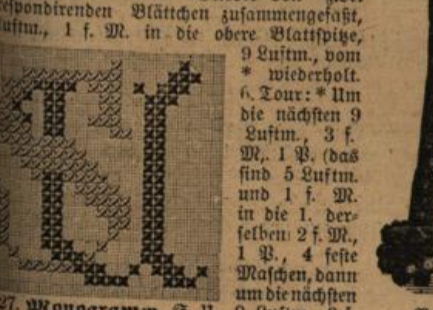 respondirenden Blättchen zusammengefaßt,
Luftm., 1 f. M. in die obere Blattspitze,
9 Luftm., vom
* wiederholt.
6. Tour: * Um
die nächsten 9
Luftm., 3 f.
M., 1 P. (das
sind 5 Luftm.
und 1 f. M.
in die 1. der=
selben) 2 f. M.,
1 P., 4 feste
Maschen, dann
um die nächsten
27. Monogramm